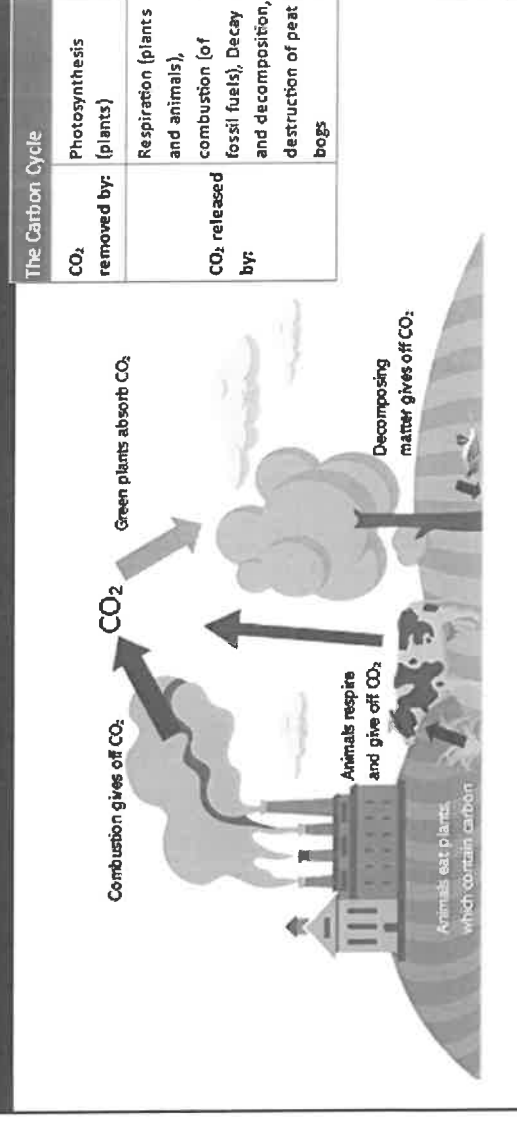 The Carbon Cycle
CO₂
removed by:
Photosynthesis
(plants)
CO₂ released
by:
Respiration (plants
and animals),
combustion (of
fossil fuels), Decay
and decomposition,
destruction of peat
bogs
Combustion gives off CO₂
CO₂
Green plants absorb CO₂
Animals respire
and give off CO₂
Decomposing
matter gives off CO₂
Animals eat plants,
which contain carbon